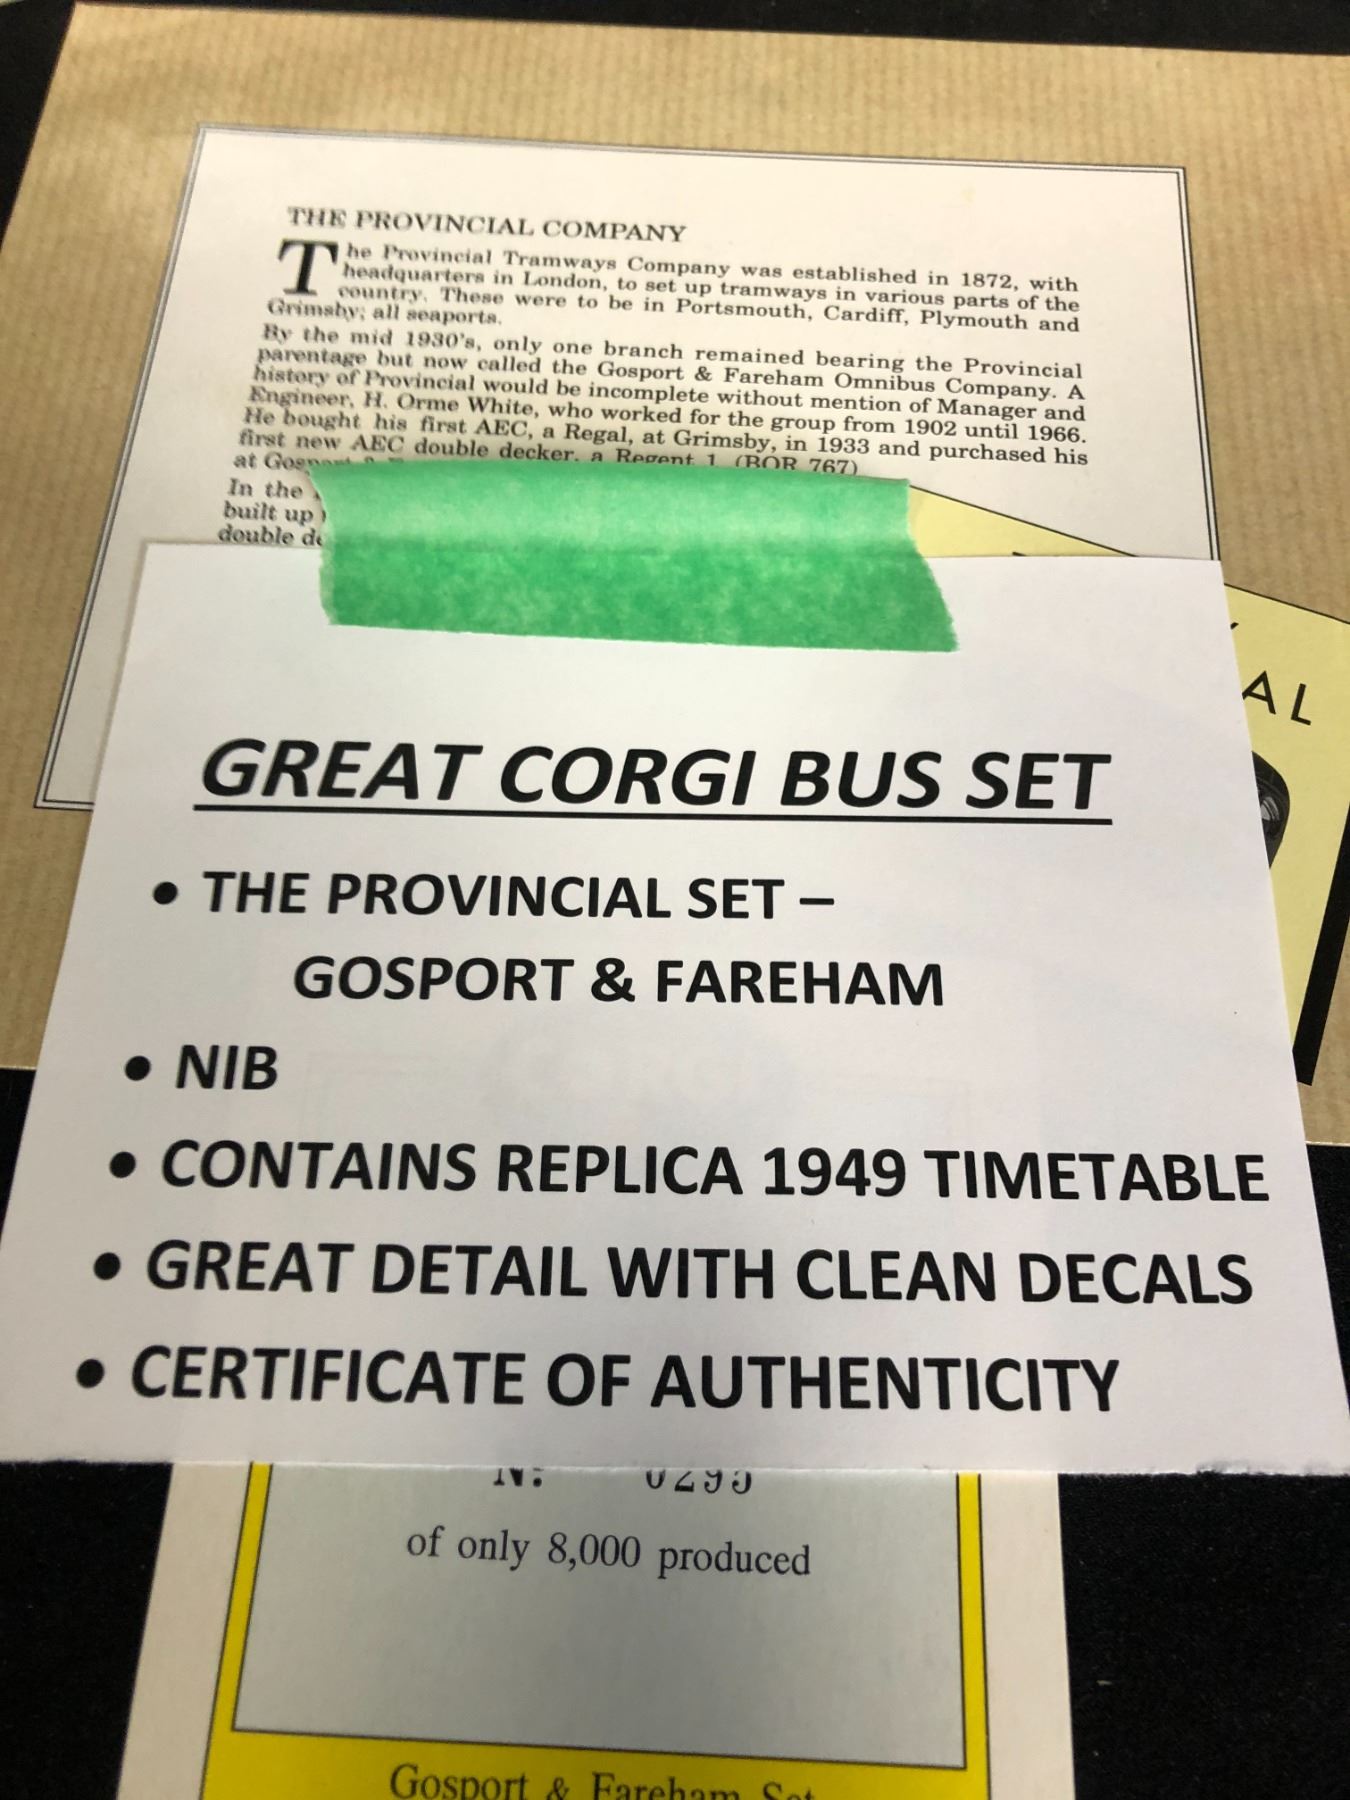 THE PROVINCIAL COMPANY
The Provincial Tramways Company was established in 1872, with
headquarters in London, to set up tramways in various parts of the
country. These were to be in Portsmouth, Cardiff, Plymouth and
Grimsby; all seaports.
By the mid 1930's, only one branch remained bearing the Provincial
parentage but now called the Gosport & Fareham Omnibus Company. A
history of Provincial would be incomplete without mention of Manager and
Engineer, H. Orme White, who worked for the group from 1902 until 1966.
He bought his first AEC, a Regal, at Grimsby, in 1933 and purchased his
first new AEC double decker, a Regent 1, (BOR 767)
at
In the
built up
double
AL
GREAT CORGI BUS SET
• THE PROVINCIAL SET –
GOSPORT & FAREHAM
• NIB
• CONTAINS REPLICA 1949 TIMETABLE
• GREAT DETAIL WITH CLEAN DECALS
• CERTIFICATE OF AUTHENTICITY
N: 0295
of only 8,000 produced
Gosport & Fareham Set